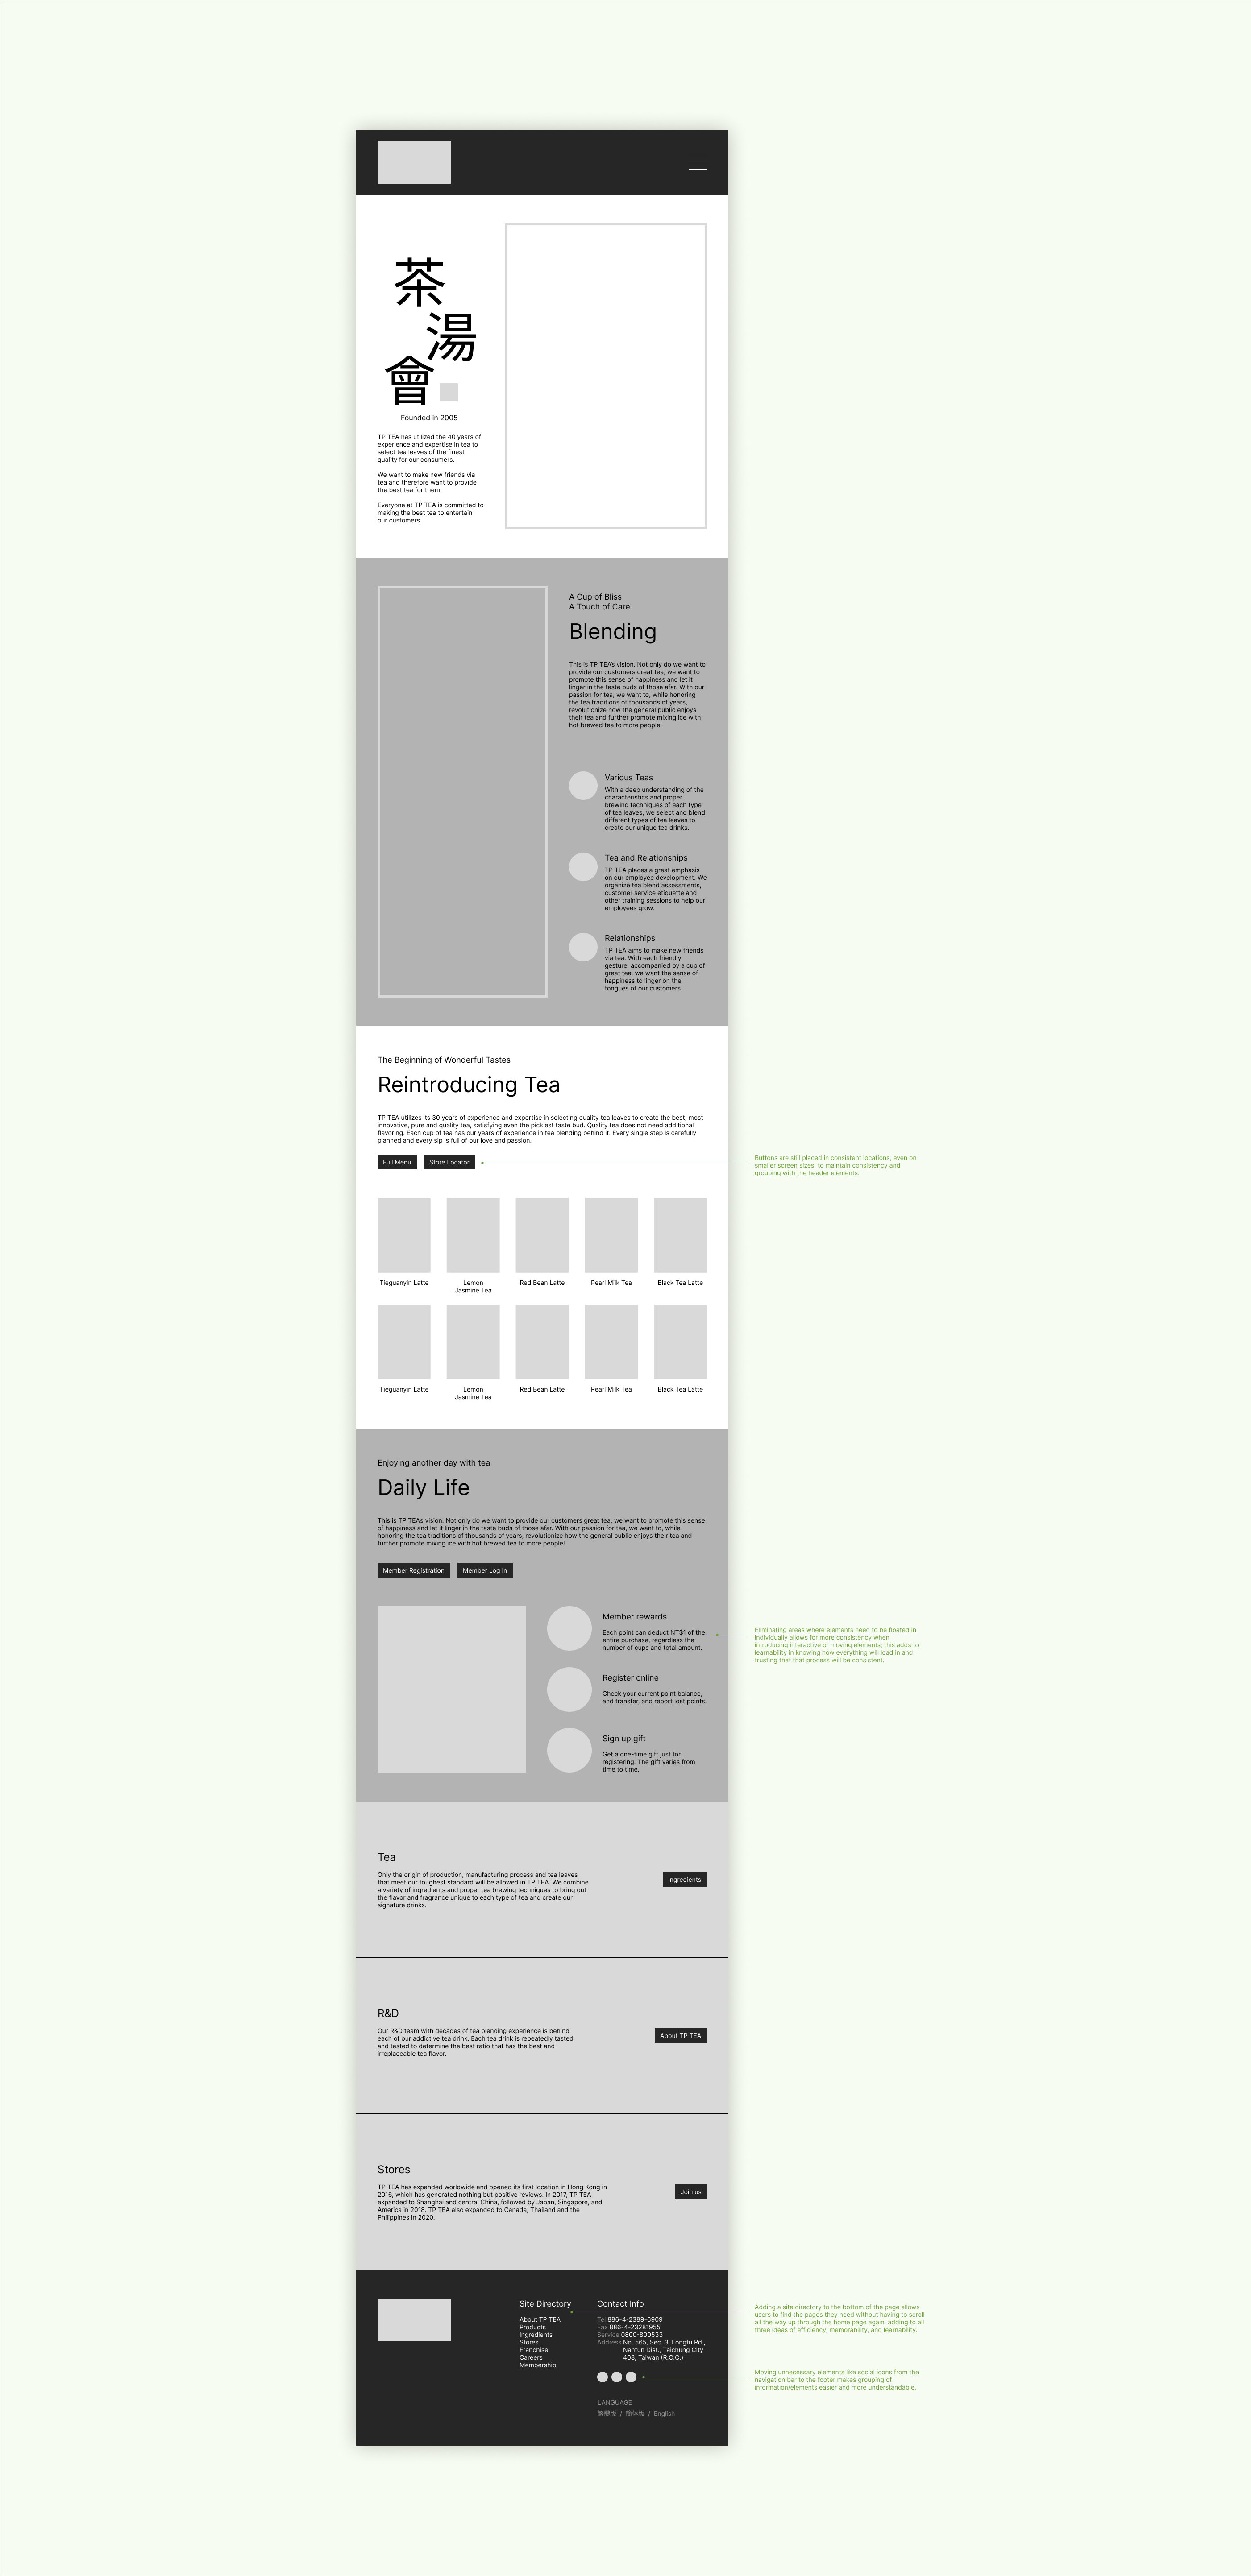 茶
湯
會
Founded in 2005
TP TEA has utilized the 40 years of
experience and expertise in tea to
select tea leaves of the finest
quality for our consumers.
We want to make new friends via
tea and therefore want to provide
the best tea for them.
Everyone at TP TEA is committed to
making the best tea to entertain
our customers.
A Cup of Bliss
A Touch of Care
Blending
This is TP TEA's vision. Not only do we want to
provide our customers great tea, we want to
promote this sense of happiness and let it
linger in the taste buds of those afar. With our
passion for tea, we want to, while honoring
the tea traditions of thousands of years,
revolutionize how the general public enjoys
their tea and further promote mixing ice with
hot brewed tea to more people!
Various Teas
With a deep understanding of the
characteristics and proper
brewing techniques of each type
of tea leaves, we select and blend
different types of tea leaves to
create our unique tea drinks.
Tea and Relationships
TP TEA places a great emphasis
on our employee development. We
organize tea blend assessments,
customer service etiquette and
other training sessions to help our
employees grow.
Relationships
TP TEA aims to make new friends
via tea. With each friendly
gesture, accompanied by a cup of
great tea, we want the sense of
happiness to linger on the
tongues of our customers.
The Beginning of Wonderful Tastes
Reintroducing Tea
TP TEA utilizes its 30 years of experience and expertise in selecting quality tea leaves to create the best, most
innovative, pure and quality tea, satisfying even the pickiest taste bud. Quality tea does not need additional
flavoring. Each cup of tea has our years of experience in tea blending behind it. Every single step is carefully
planned and every sip is full of our love and passion.
Full Menu
Store Locator
Buttons are still placed in consistent locations, even on
smaller screen sizes, to maintain consistency and
grouping with the header elements.
Tieguanyin Latte
Lemon
Jasmine Tea
Red Bean Latte
Pearl Milk Tea
Black Tea Latte
Tieguanyin Latte
Lemon
Jasmine Tea
Red Bean Latte
Pearl Milk Tea
Black Tea Latte
Enjoying another day with tea
Daily Life
This is TP TEA's vision. Not only do we want to provide our customers great tea, we want to promote this sense
of happiness and let it linger in the taste buds of those afar. With our passion for tea, we want to, while
honoring the tea traditions of thousands of years, revolutionize how the general public enjoys their tea and
further promote mixing ice with hot brewed tea to more people!
Member Registration
Member Log In
Member rewards
Each point can deduct NT$1 of the
entire purchase, regardless the
number of cups and total amount.
Register online
Check your current point balance,
and transfer, and report lost points.
Sign up gift
Get a one-time gift just for
registering. The gift varies from
time to time.
Eliminating areas where elements need to be floated in
individually allows for more consistency when
introducing interactive or moving elements; this adds to
learnability in knowing how everything will load in and
trusting that that process will be consistent.
Tea
Only the origin of production, manufacturing process and tea leaves
that meet our toughest standard will be allowed in TP TEA. We combine
a variety of ingredients and proper tea brewing techniques to bring out
the flavor and fragrance unique to each type of tea and create our
signature drinks.
Ingredients
R&D
Our R&D team with decades of tea blending experience is behind
each of our addictive tea drink. Each tea drink is repeatedly tasted
and tested to determine the best ratio that has the best and
irreplaceable tea flavor.
About TP TEA
Stores
TP TEA has expanded worldwide and opened its first location in Hong Kong in
2016, which has generated nothing but positive reviews. In 2017, TP TEA
expanded to Shanghai and central China, followed by Japan, Singapore, and
America in 2018. TP TEA also expanded to Canada, Thailand and the
Philippines in 2020.
Join us
Site Directory
About TP TEA
Products
Ingredients
Stores
Franchise
Careers
Membership
Contact Info
Tel 886-4-2389-6909
Fax 886-4-23281955
Service 0800-800533
Address No. 565, Sec. 3, Longfu Rd.,
Nantun Dist., Taichung City
408, Taiwan (R.O.C.)
LANGUAGE
繁體版 / 簡体版 / English
Adding a site directory to the bottom of the page allows
users to find the pages they need without having to scroll
all the way up through the home page again, adding to all
three ideas of efficiency, memorability, and learnability.
Moving unnecessary elements like social icons from the
navigation bar to the footer makes grouping of
information/elements easier and more understandable.